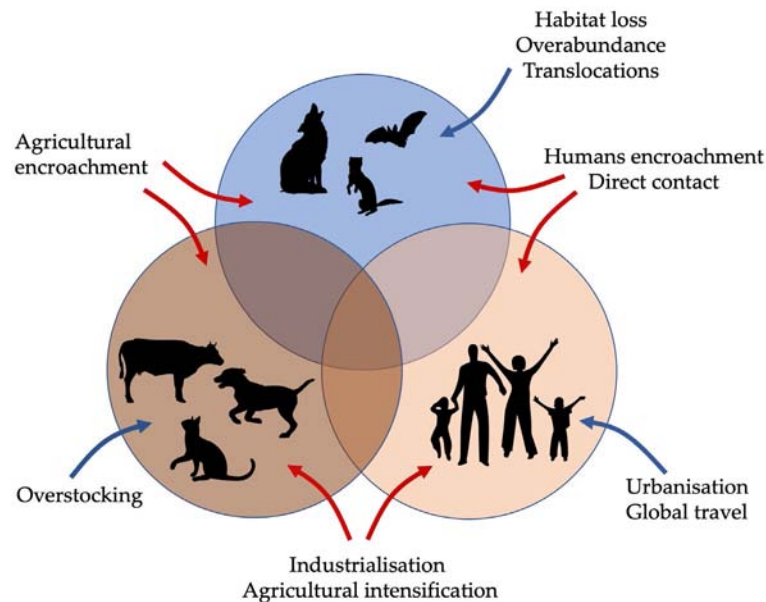 Habitat loss
Overabundance
Translocations
Agricultural
encroachment
Humans encroachment
Direct contact
Overstocking
Urbanisation
Global travel
Industrialisation
Agricultural intensification